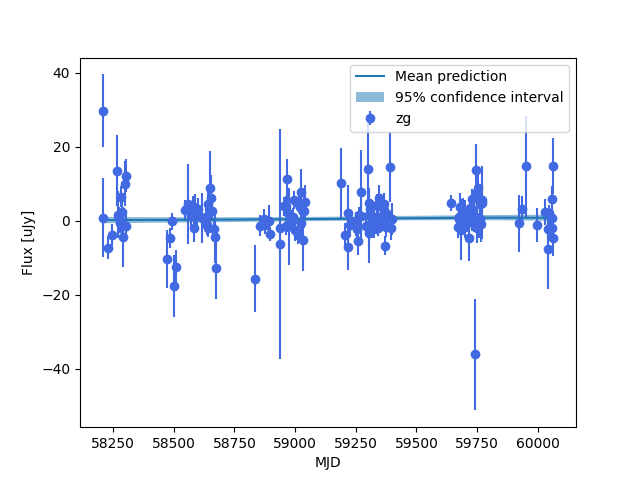 Mean prediction
95% confidence interval
zg
40
20
0
−20
−40
Flux [uJy]
58250 58500 58750 59000 59250 59500 59750 60000
MJD